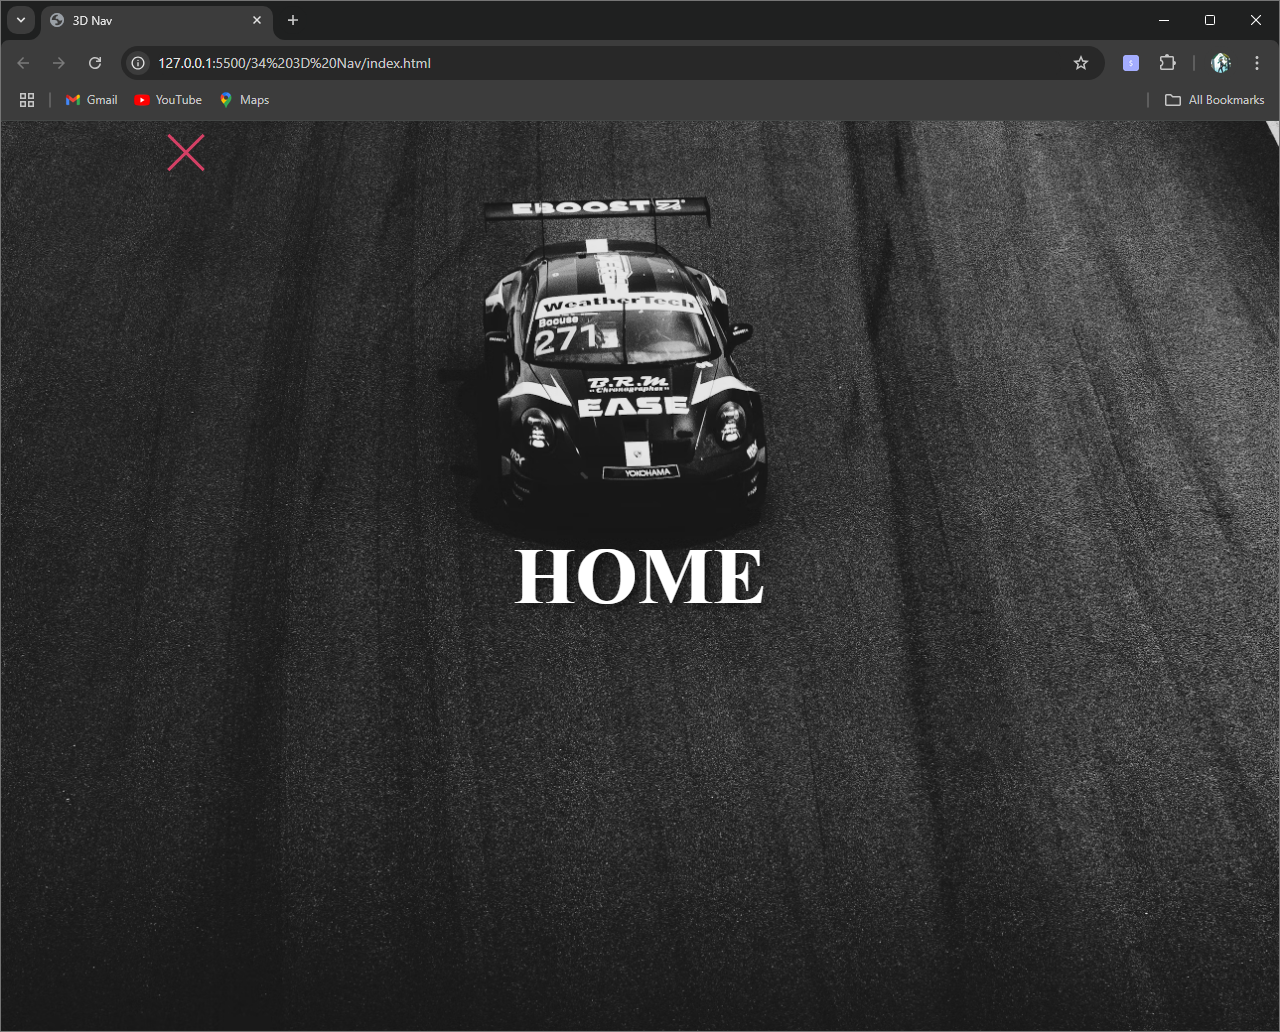 3D Nav
127.0.0.1:5500/34%203D%20Nav/index.html
Gmail
YouTube
Maps
All Bookmarks
EBOOST
WeatherTech
Boouse
271
B.R.M
Chronographes
EASE
YOKOHAMA
HOME